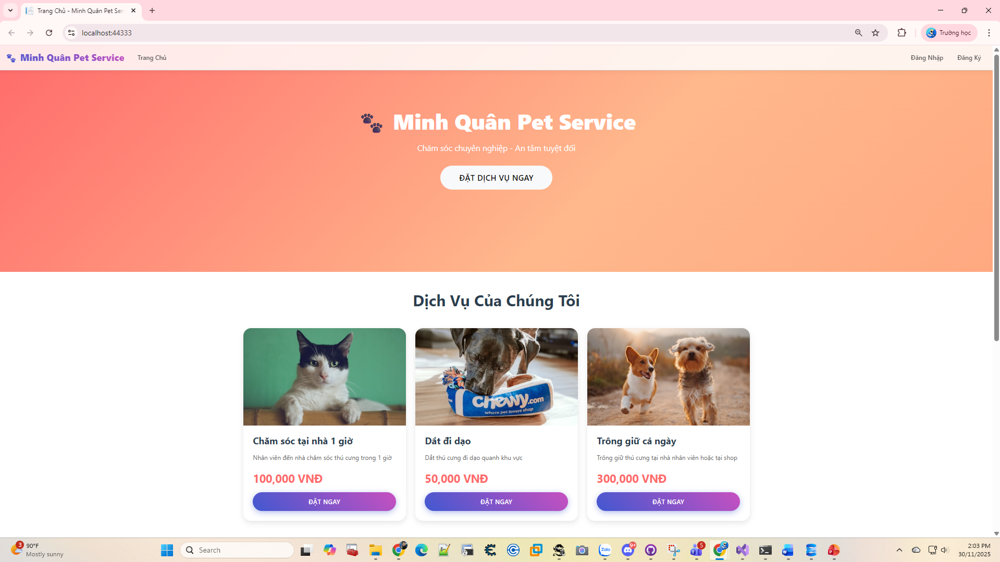 Trang Chủ - Minh Quân Pet Ser
localhost:44333
Trường học
Minh Quân Pet Service
Trang Chủ
Đăng Nhập
Đăng Ký
Minh Quân Pet Service
Chăm sóc chuyên nghiệp - An tâm tuyệt đối
ĐẶT DỊCH VỤ NGAY
Dịch Vụ Của Chúng Tôi
chewy.com
where pet lovers shop
Chăm sóc tại nhà 1 giờ
Nhân viên đến nhà chăm sóc thú cưng trong 1 giờ
100,000 VNĐ
ĐẶT NGAY
Dắt đi dạo
Dắt thú cưng đi dạo quanh khu vực
50,000 VNĐ
ĐẶT NGAY
Trông giữ cả ngày
Trông giữ thú cưng tại nhà nhân viên hoặc tại shop
300,000 VNĐ
ĐẶT NGAY
3
90°F
Mostly sunny
Search
Zalo
9+
5
2:03 PM
30/11/2025